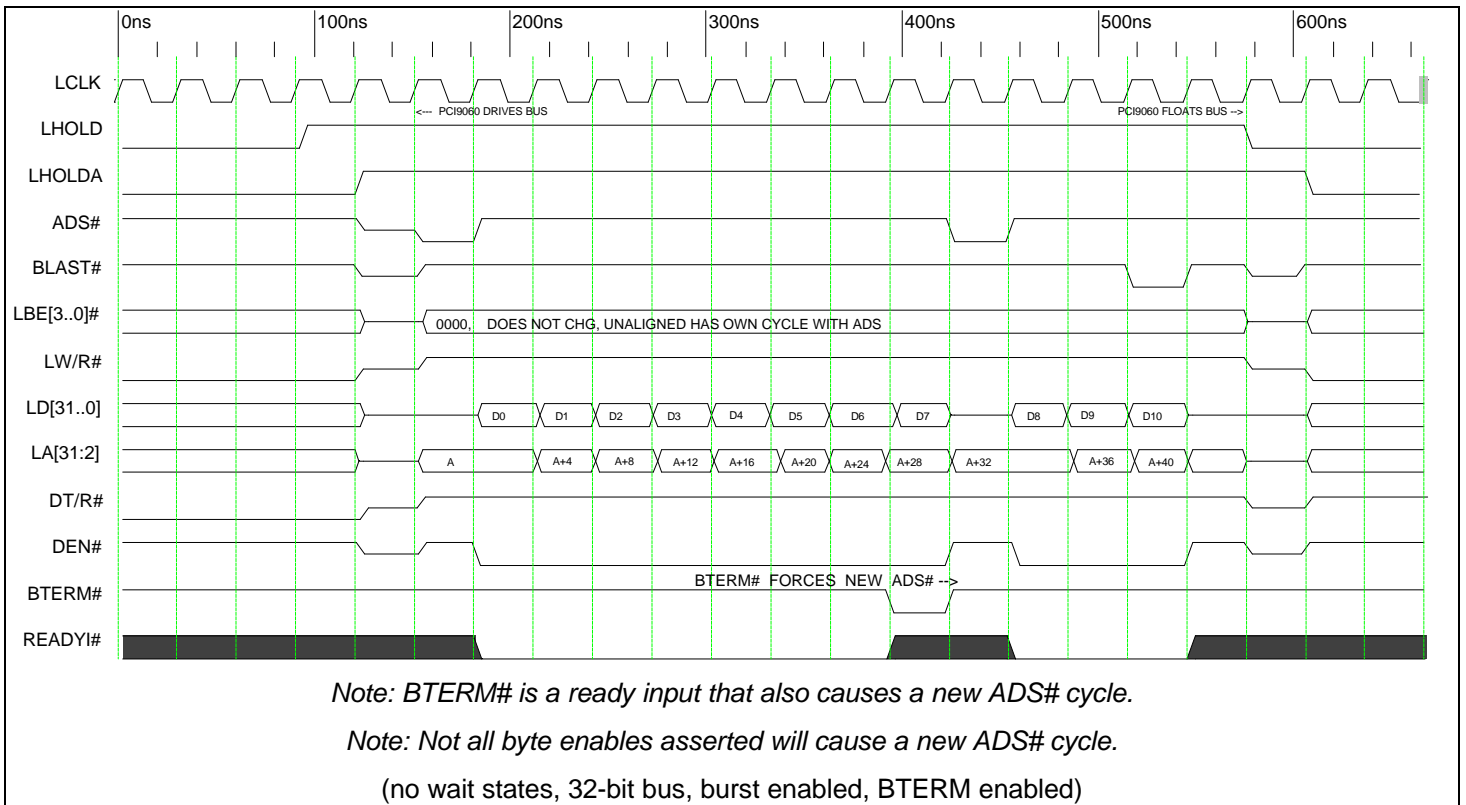 0ns 100ns 200ns 300ns 400ns 500ns 600ns
LCLK
<--- PCI9060 DRIVES BUS PCI9060 FLOATS BUS -->
LHOLD
LHOLDA
ADS#
BLAST#
LBE[3..0]#
0000, DOES NOT CHG, UNALIGNED HAS OWN CYCLE WITH ADS
LW/R#
LD[31..0]
D0 D1 D2 D3 D4 D5 D6 D7 D8 D9 D10
LA[31:2]
A A+4 A+8 A+12 A+16 A+20 A+24 A+28 A+32 A+36 A+40
DT/R#
DEN#
BTERM# FORCES NEW ADS# -->
BTERM#
READYI#
Note: BTERM# is a ready input that also causes a new ADS# cycle.
Note: Not all byte enables asserted will cause a new ADS# cycle.
(no wait states, 32-bit bus, burst enabled, BTERM enabled)